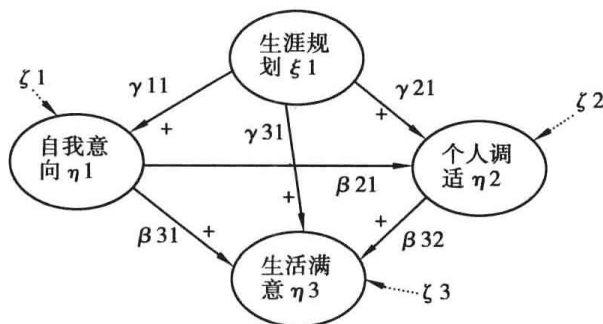 生涯规
划 ξ1
ζ1
γ11
γ21
ζ2
+
+
γ31
自我意
向 η1
个人调
适 η2
β21
+
β31
+
+
β32
生活满
意 η3
ζ3